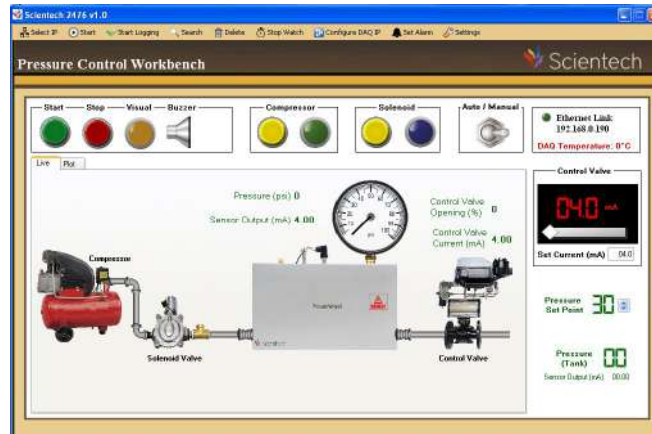 Scientech 2476 v1.0
Select IP Start Start Logging Search Delete Stop Watch Configure DAQ IP Set Alarm Settings
Pressure Control Workbench
Scientech
Start Stop Visual Buzzer
Compressor
Solenoid
Auto / Manual
Ethernet Link
192.168.0.190
DAQ Temperature: 0°C
Live Plot
Control Valve
04.0 mA
Set Current (mA) 04.0
Pressure (psi) 0
Sensor Output (mA) 4.00
Control Valve
Opening (%) 0
Control Valve
Current (mA) 4.00
psi
Compressor
Solenoid Valve
Control Valve
Pressure
Set Point 30
Pressure
(Tank) 00
Sensor Output (mA) 00.00